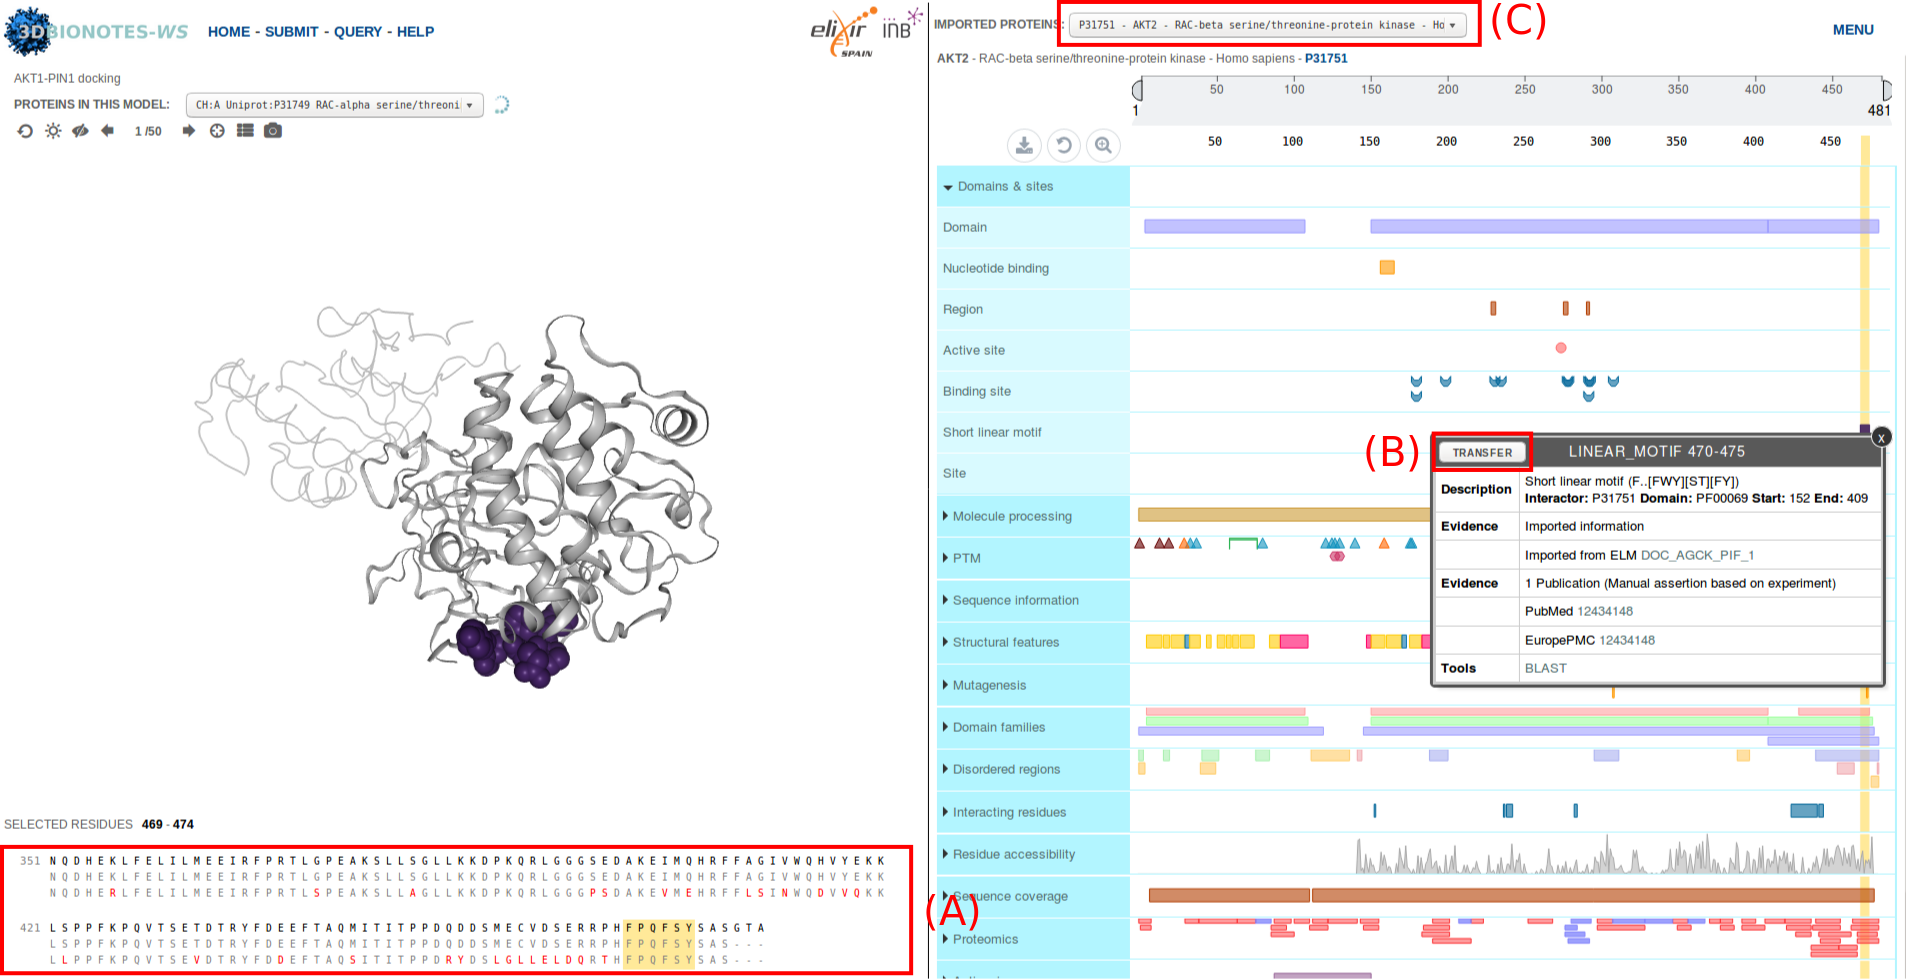 3DBIONOTES-WS
HOME - SUBMIT - QUERY - HELP
elixir
SPAIN
INB
AKT1-PIN1 docking
PROTEINS IN THIS MODEL: CH:A Uniprot:P31749 RAC-alpha serine/threoni
1 /50
SELECTED RESIDUES 469 - 474
351 NQDHEKLFELILMEEIRFPRTLGPEAKSLLSGLLKKDPKQRLGGGSEDAKEIMQHRFFAGIVWQHVYEKK
NQDHEKLFELILMEEIRFPRTLGPEAKSLLSGLLKKDPKQRLGGGSEDAKEIMQHRFFAGIVWQHVYEKK
NQDHERLFELILMEEIRFPRTLSPEAKSLLAGLLKKDPKQRLGGGPSDAKEVMEHRFFLSINWQDVVQKK
421 LSPPFKPQVTSETDTRYFDEEFTAQMITITPPDQDDSMECVDSERRPHFPQFSYSASGTA
LSPPFKPQVTSETDTRYFDEEFTAQMITITPPDQDDSMECVDSERRPHFPQFSYSAS---
LLPPFKPQVTSEVDTRYFDDEFTAQSITITPPDRYDSLGLLELDQRTHFPQFSYSAS---
(A)
IMPORTED PROTEINS: P31751 - AKT2 - RAC-beta serine/threonine-protein kinase - Ho
(C)
MENU
AKT2 - RAC-beta serine/threonine-protein kinase - Homo sapiens - P31751
50 100 150 200 250 300 350 400 450
1 481
50 100 150 200 250 300 350 400 450
Domains & sites
Domain
Nucleotide binding
Region
Active site
Binding site
Short linear motif
Site
Molecule processing
PTM
Sequence information
Structural features
Mutagenesis
Domain families
Disordered regions
Interacting residues
Residue accessibility
Sequence coverage
Proteomics
(B)
TRANSFER
LINEAR_MOTIF 470-475
x
Description Short linear motif (F..[FWY][ST][FY])
Interactor: P31751 Domain: PF00069 Start: 152 End: 409
Evidence Imported information
Imported from ELM DOC_AGCK_PIF_1
Evidence 1 Publication (Manual assertion based on experiment)
PubMed 12434148
EuropePMC 12434148
Tools BLAST